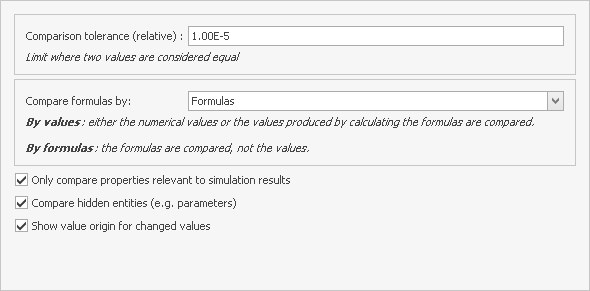 Comparison tolerance (relative) : 1.00E-5
Limit where two values are considered equal
Compare formulas by: Formulas
By values: either the numerical values or the values produced by calculating the formulas are compared.
By formulas: the formulas are compared, not the values.
Only compare properties relevant to simulation results
Compare hidden entities (e.g. parameters)
Show value origin for changed values